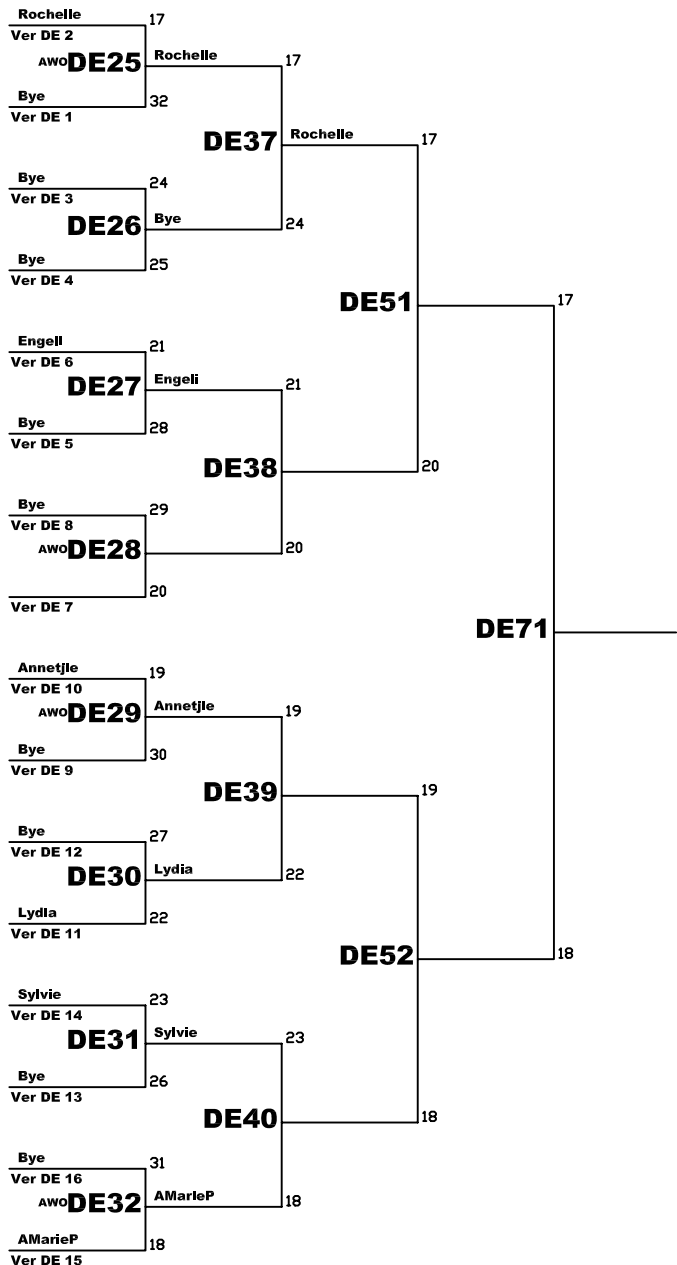 Rochelle 17
Ver DE 2
AWO DE25 Rochelle 17
Bye 32
Ver DE 1
DE37 Rochelle 17
Bye 24
Ver DE 3
DE26 Bye 24
Bye 25
Ver DE 4
DE51 17
Engeli 21
Ver DE 6
DE27 Engeli 21
Bye 28
Ver DE 5
DE38 20
Bye 29
Ver DE 8
AWO DE28 20
20
Ver DE 7
DE71
Annetjie 19
Ver DE 10
AWO DE29 Annetjie 19
Bye 30
Ver DE 9
DE39 19
Bye 27
Ver DE 12
DE30 Lydia 22
Lydia 22
Ver DE 11
DE52 18
Sylvie 23
Ver DE 14
DE31 Sylvie 23
Bye 26
Ver DE 13
DE40 18
Bye 31
Ver DE 16
AWO DE32 AMarieP 18
AMarieP 18
Ver DE 15